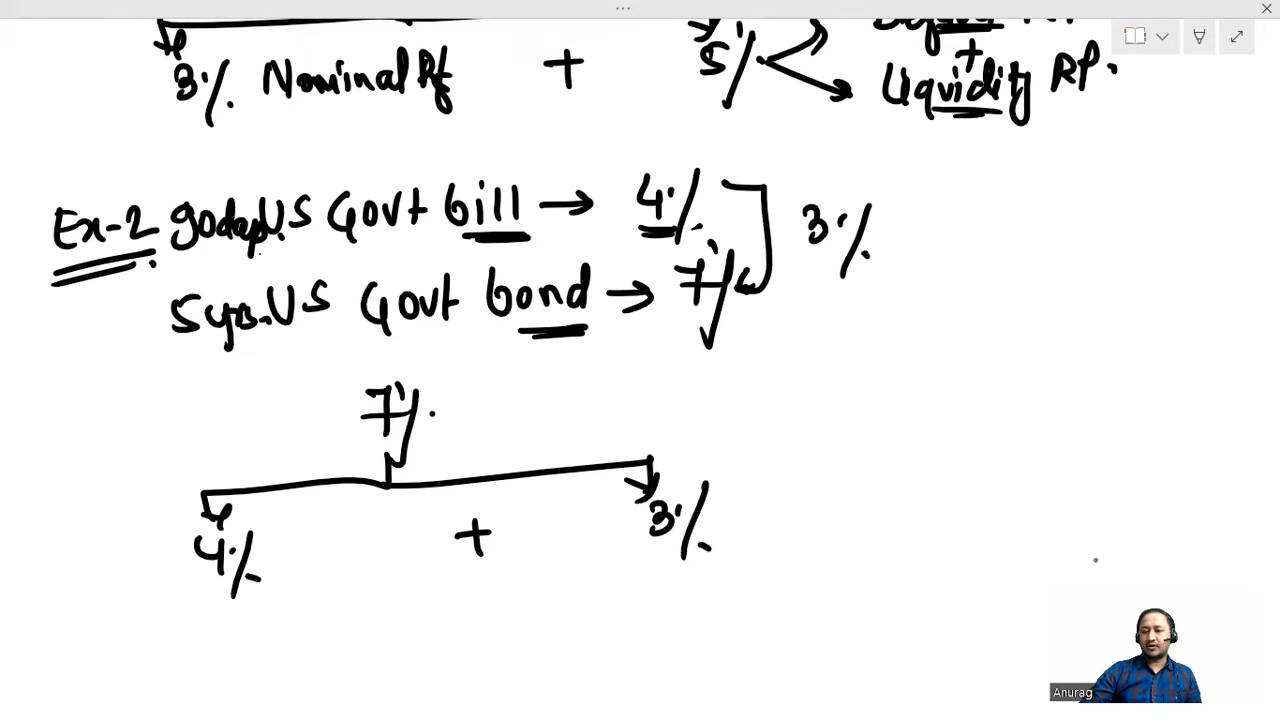 3% Nominal Rf + 5%
+
Liquidity RP.
Ex-2 90days U.S Govt bill → 4%
3%
5yrs. US Govt bond → 7%
7%
4% + 3%
Anurag